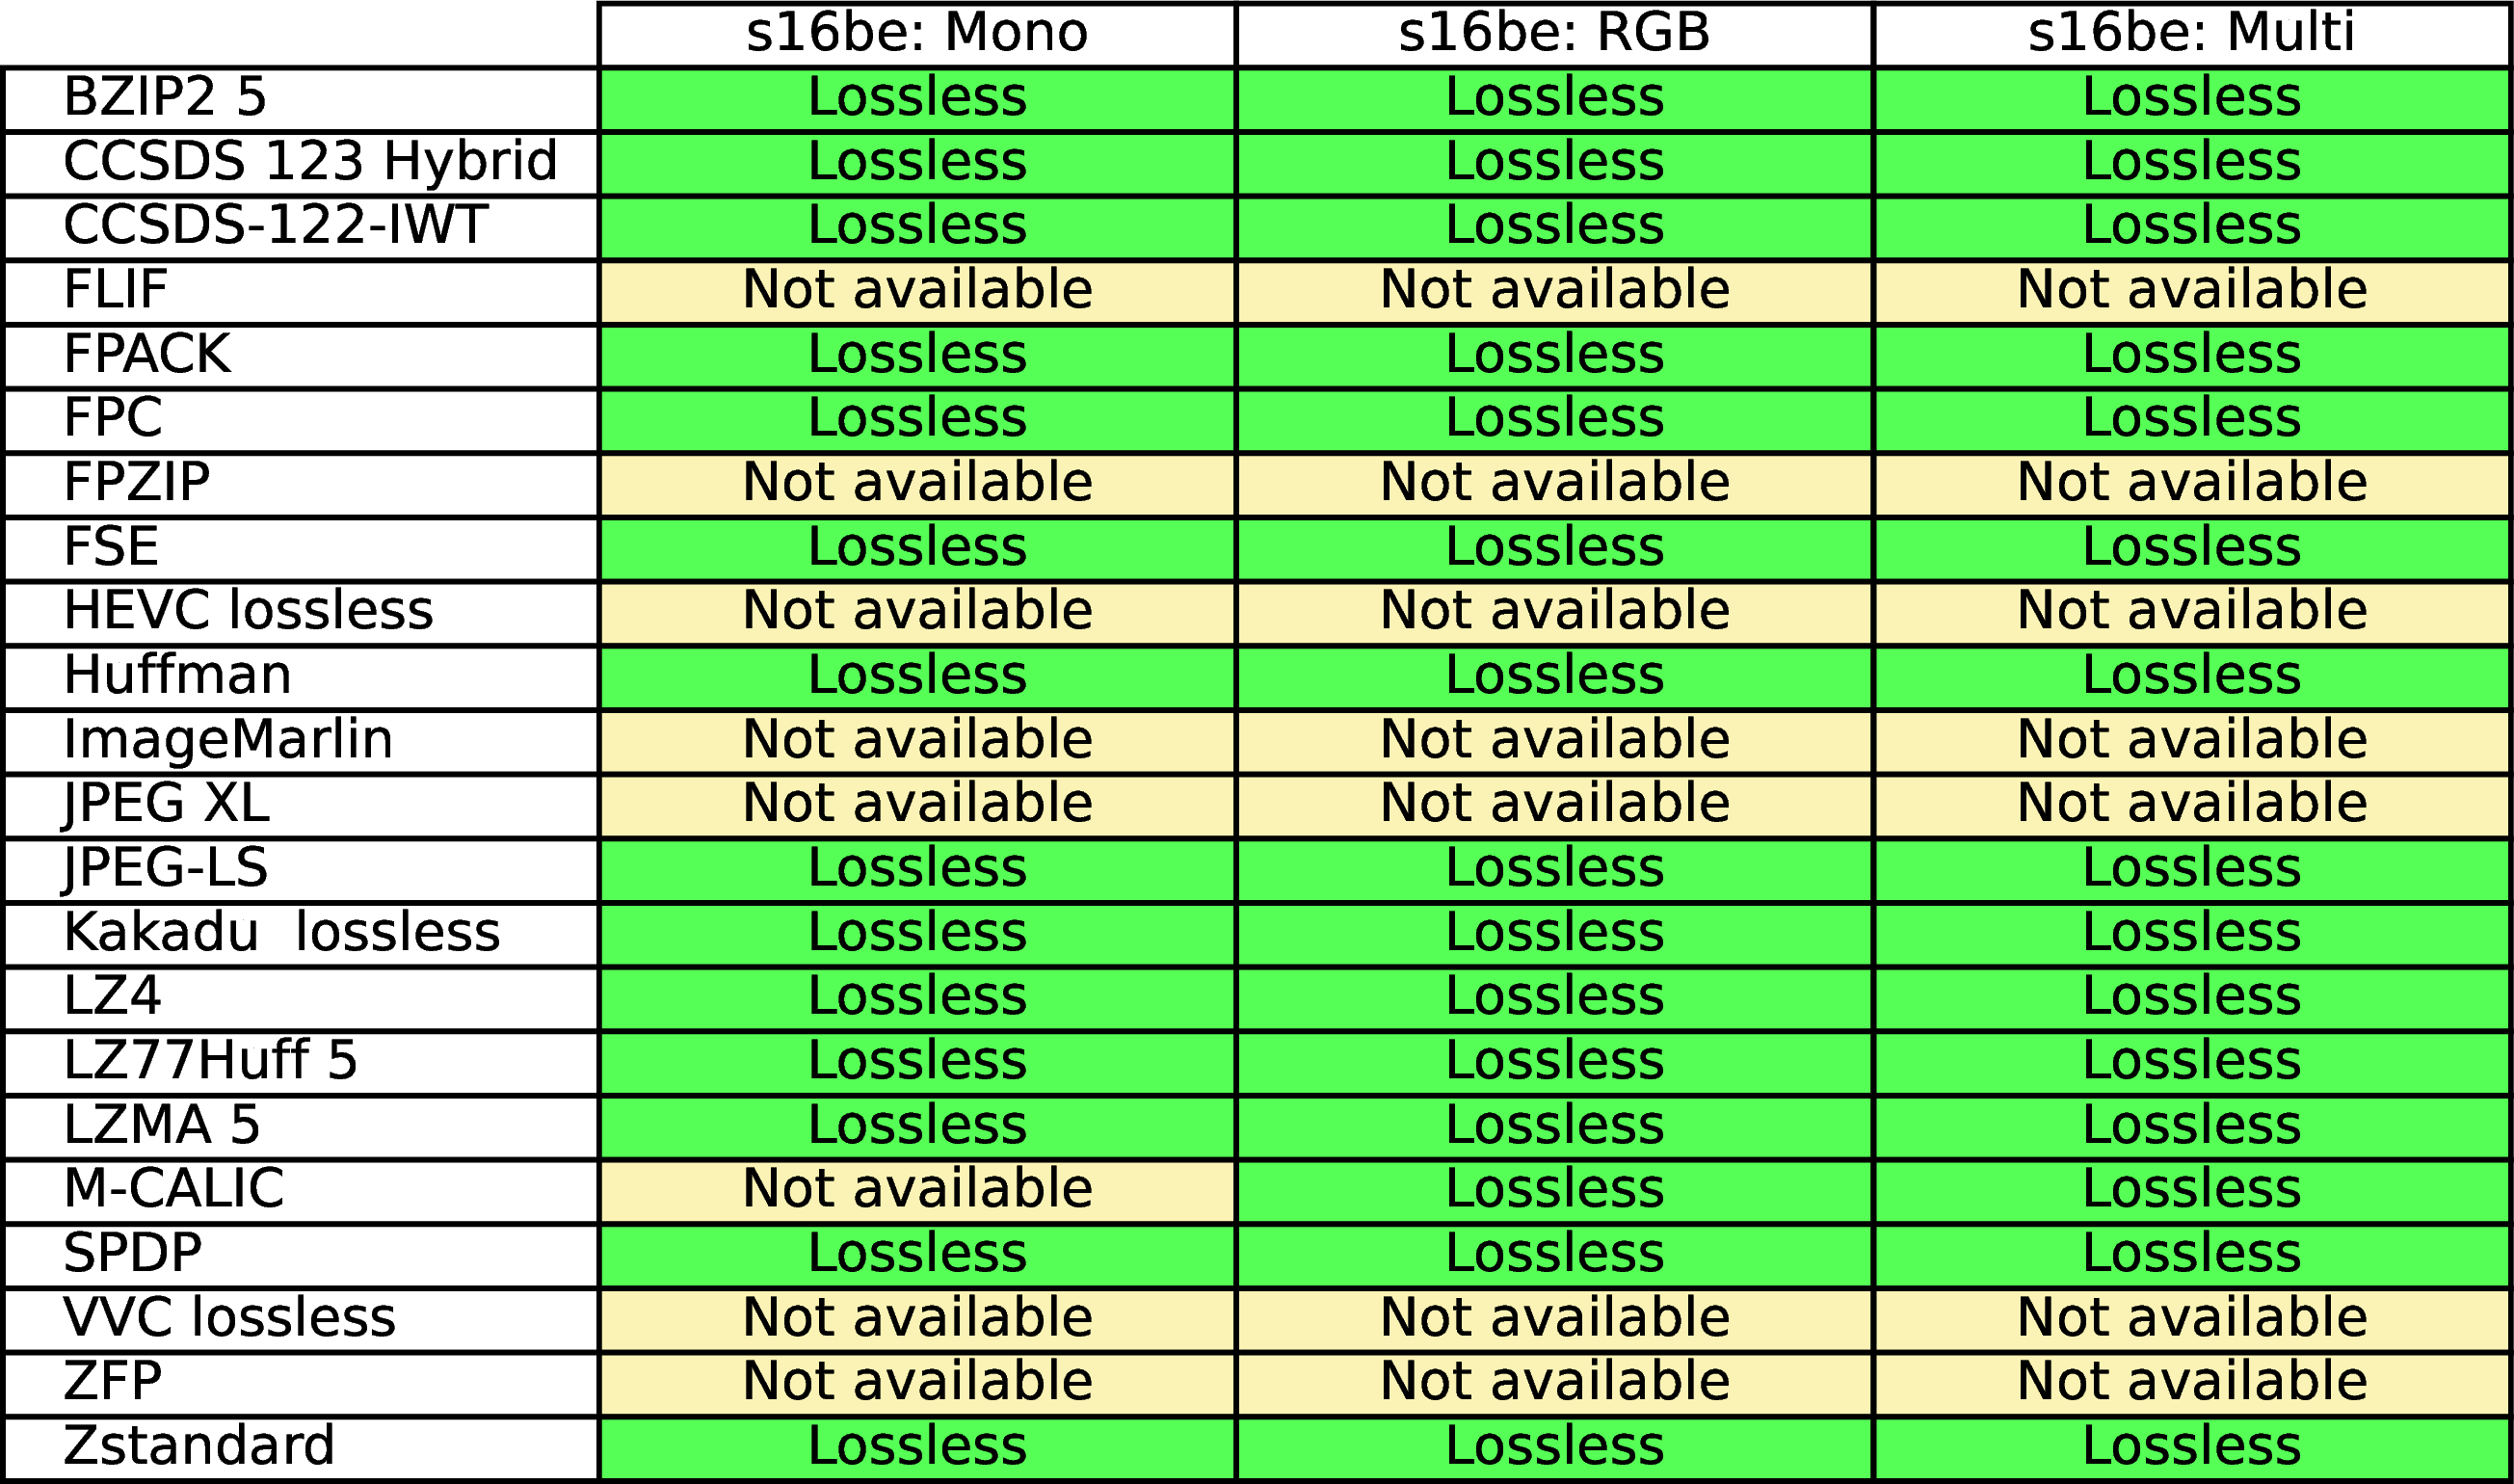 s16be: Mono s16be: RGB s16be: Multi
BZIP2 5 Lossless Lossless Lossless
CCSDS 123 Hybrid Lossless Lossless Lossless
CCSDS-122-IWT Lossless Lossless Lossless
FLIF Not available Not available Not available
FPACK Lossless Lossless Lossless
FPC Lossless Lossless Lossless
FPZIP Not available Not available Not available
FSE Lossless Lossless Lossless
HEVC lossless Not available Not available Not available
Huffman Lossless Lossless Lossless
ImageMarlin Not available Not available Not available
JPEG XL Not available Not available Not available
JPEG-LS Lossless Lossless Lossless
Kakadu  lossless Lossless Lossless Lossless
LZ4 Lossless Lossless Lossless
LZ77Huff 5 Lossless Lossless Lossless
LZMA 5 Lossless Lossless Lossless
M-CALIC Not available Lossless Lossless
SPDP Lossless Lossless Lossless
VVC lossless Not available Not available Not available
ZFP Not available Not available Not available
Zstandard Lossless Lossless Lossless